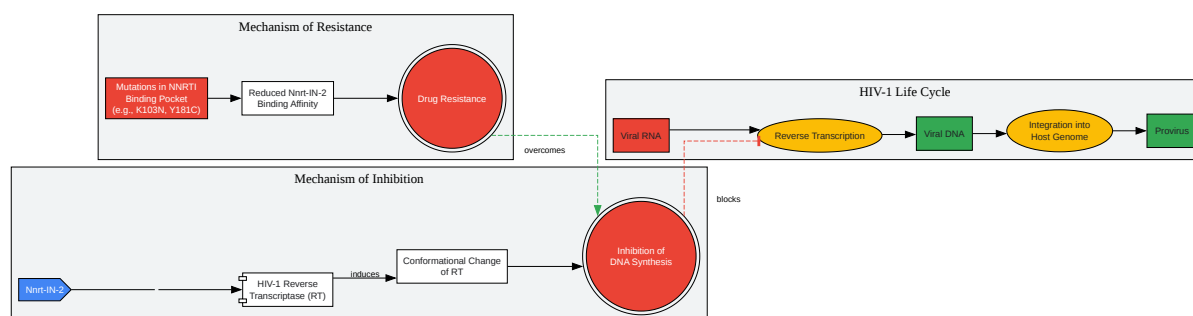 Mechanism of Resistance
Mutations in NNRTI
Binding Pocket
(e.g., K103N, Y181C)
Reduced Nnrt-IN-2
Binding Affinity
Drug Resistance
overcomes
HIV-1 Life Cycle
Viral RNA
Reverse Transcription
Viral DNA
Integration into
Host Genome
Provirus
blocks
Mechanism of Inhibition
Nnrt-IN-2
HIV-1 Reverse
Transcriptase (RT)
induces
Conformational Change
of RT
Inhibition of
DNA Synthesis